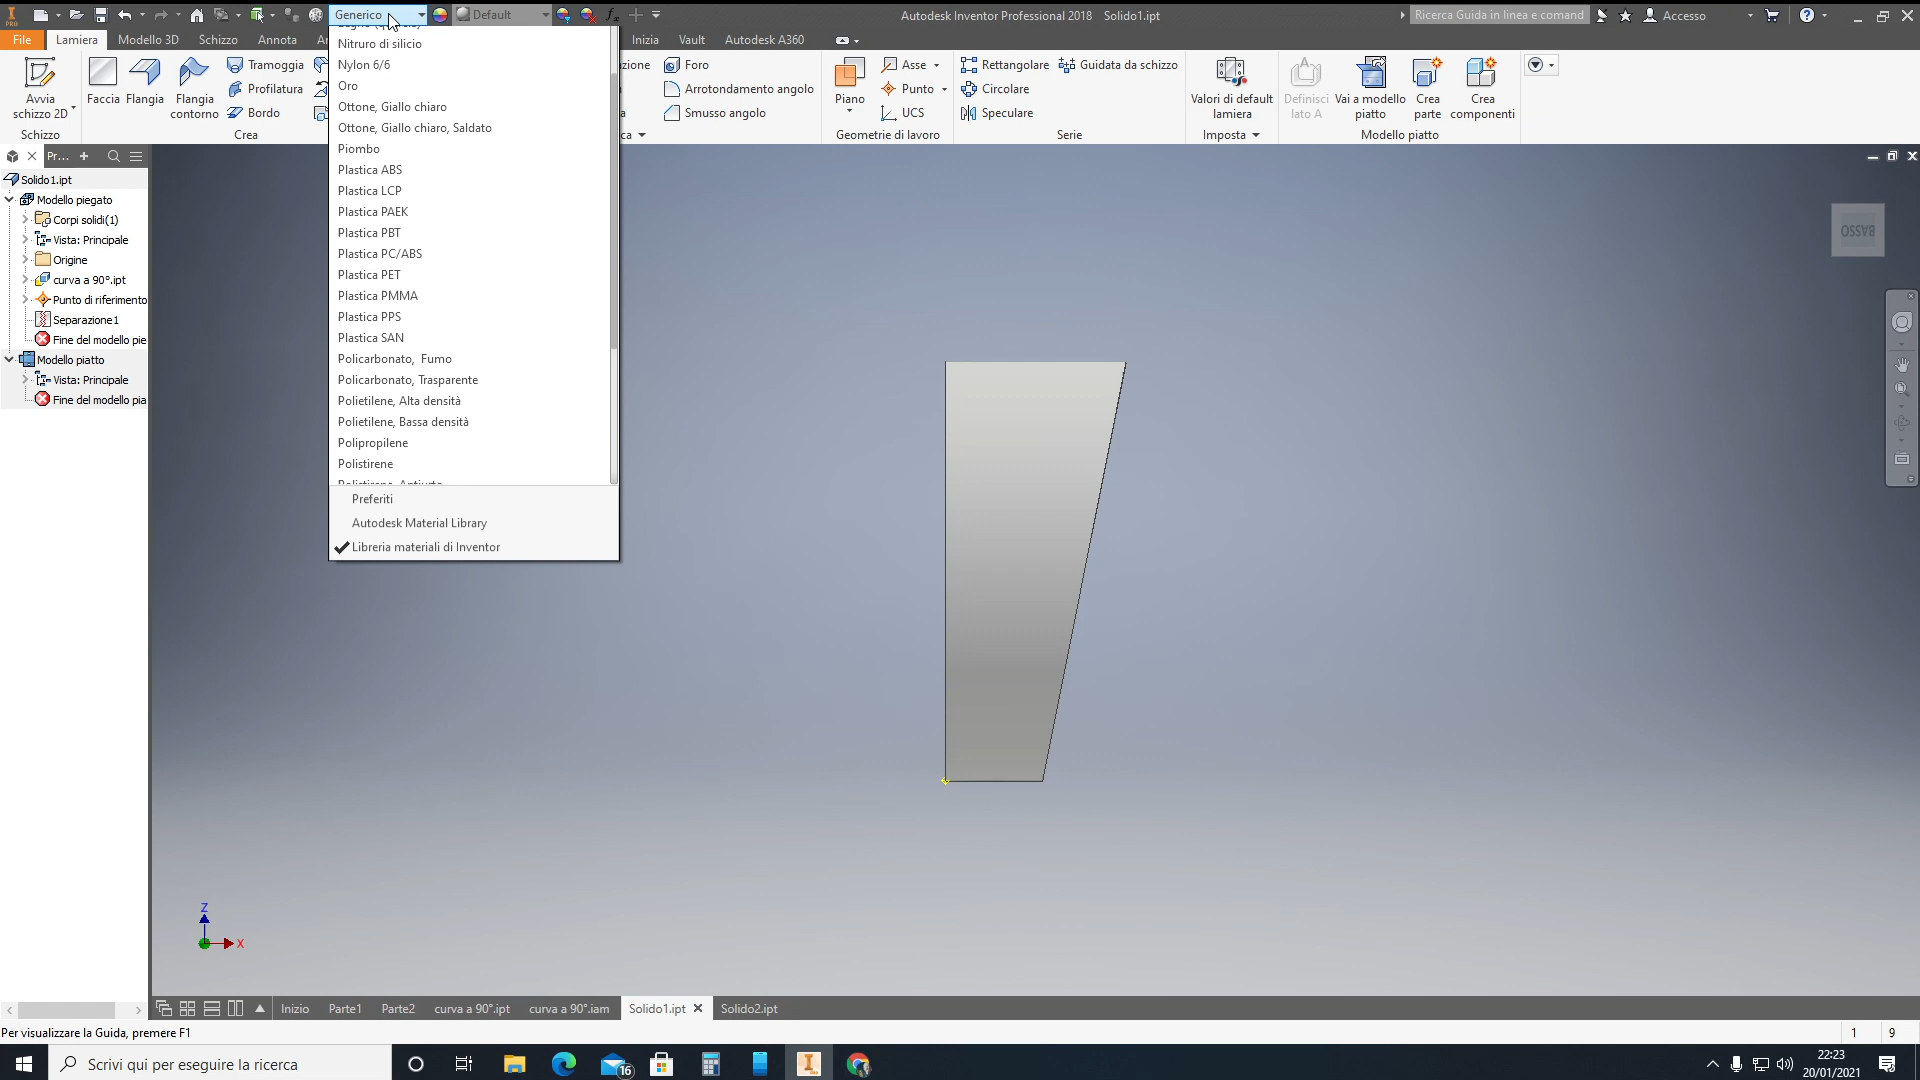 Generico
Default
Autodesk Inventor Professional 2018 Solido1.ipt
Ricerca Guida in linea e comand
Accesso
File
Lamiera
Modello 3D
Schizzo
Annota
Inizia
Vault
Autodesk A360
Avvia
schizzo 2D
Schizzo
Faccia
Flangia
Flangia
contorno
Tramoggia
Profilatura
Bordo
Crea
Foro
Arrotondamento angolo
Smusso angolo
Piano
Asse
Punto
UCS
Geometrie di lavoro
Rettangolare
Circolare
Speculare
Guidata da schizzo
Serie
Valori di default
lamiera
Imposta
Definisci
lato A
Vai a modello
piatto
Crea
parte
Crea
componenti
Modello piatto
Nitruro di silicio
Nylon 6/6
Oro
Ottone, Giallo chiaro
Ottone, Giallo chiaro, Saldato
Piombo
Plastica ABS
Plastica LCP
Plastica PAEK
Plastica PBT
Plastica PC/ABS
Plastica PET
Plastica PMMA
Plastica PPS
Plastica SAN
Policarbonato, Fumo
Policarbonato, Trasparente
Polietilene, Alta densità
Polietilene, Bassa densità
Polipropilene
Polistirene
Preferiti
Autodesk Material Library
Libreria materiali di Inventor
Pr...
Solido1.ipt
Modello piegato
Corpi solidi(1)
Vista: Principale
Origine
curva a 90°.ipt
Punto di riferimento
Separazione1
Fine del modello pie
Modello piatto
Vista: Principale
Fine del modello pia
BASSO
Z
X
Inizio
Parte1
Parte2
curva a 90°.ipt
curva a 90°.iam
Solido1.ipt
Solido2.ipt
Per visualizzare la Guida, premere F1
1
9
Scrivi qui per eseguire la ricerca
16
22:23
20/01/2021